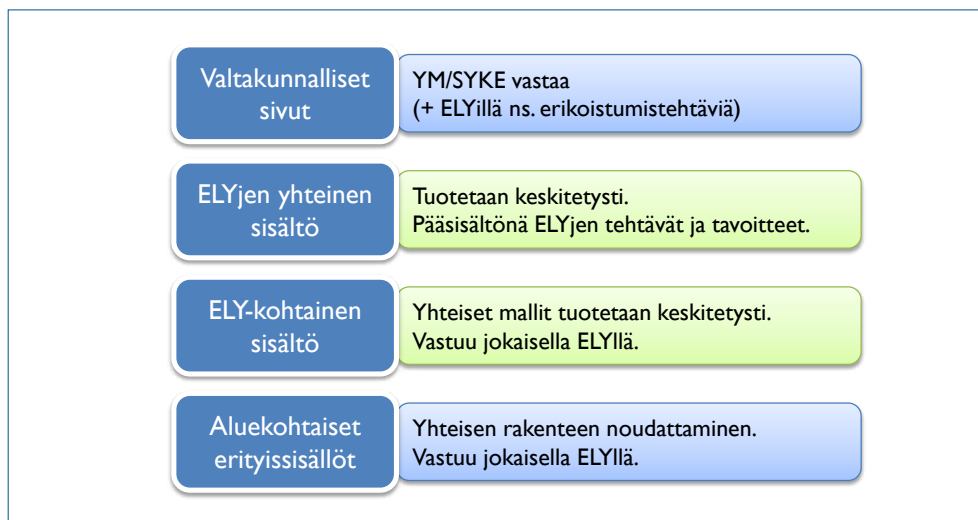 Valtakunnalliset
sivut
YM/SYKE vastaa
(+ ELYillä ns. erikoistumistehtäviä)
ELYjen yhteinen
sisältö
Tuotetaan keskitetysti.
Pääsisältönä ELYjen tehtävät ja tavoitteet.
ELY-kohtainen
sisältö
Yhteiset mallit tuotetaan keskitetysti.
Vastuu jokaisella ELYllä.
Aluekohtaiset
erityissisällöt
Yhteisen rakenteen noudattaminen.
Vastuu jokaisella ELYllä.